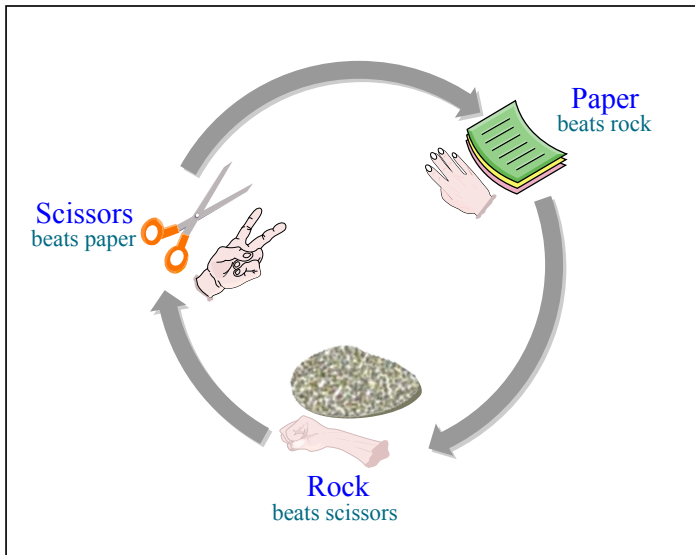 Paper
beats rock
Scissors
beats paper
Rock
beats scissors